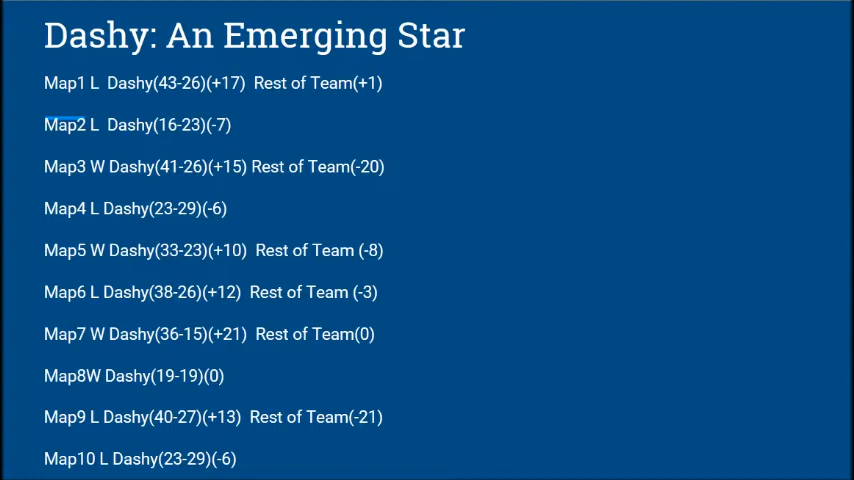 Dashy: An Emerging Star
Map1 L  Dashy(43-26)(+17)  Rest of Team(+1)
Map2 L  Dashy(16-23)(-7)
Map3 W Dashy(41-26)(+15) Rest of Team(-20)
Map4 L Dashy(23-29)(-6)
Map5 W Dashy(33-23)(+10)  Rest of Team (-8)
Map6 L Dashy(38-26)(+12)  Rest of Team (-3)
Map7 W Dashy(36-15)(+21)  Rest of Team(0)
Map8W Dashy(19-19)(0)
Map9 L Dashy(40-27)(+13)  Rest of Team(-21)
Map10 L Dashy(23-29)(-6)